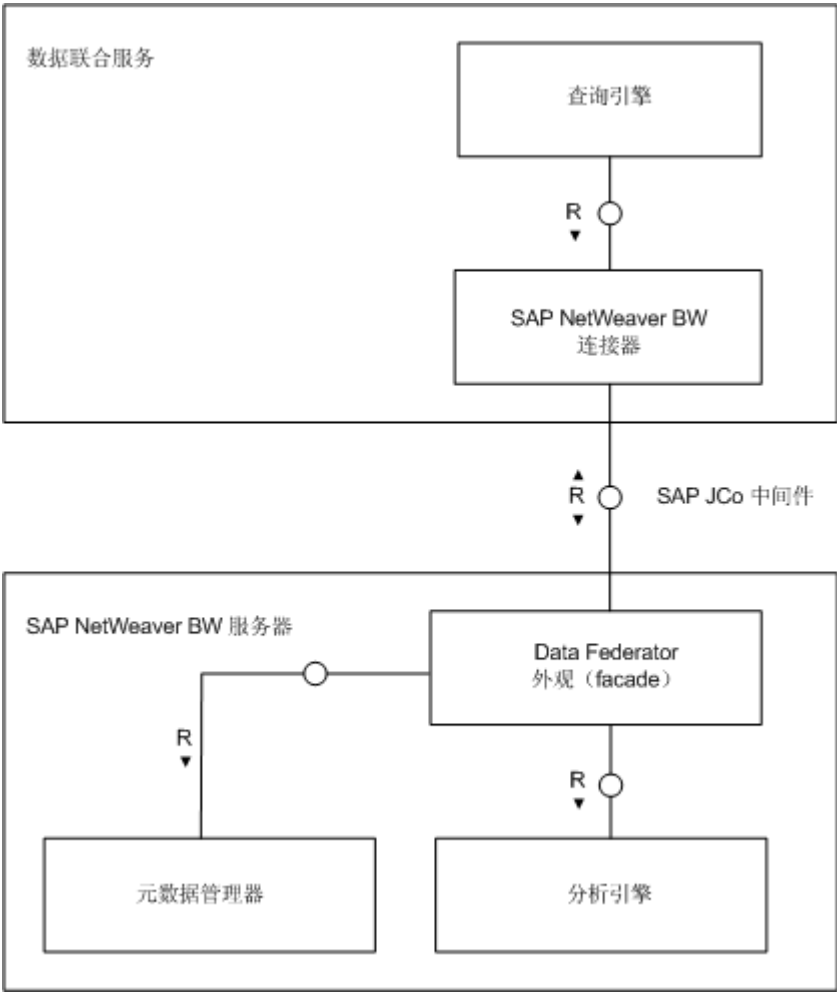 数据联合服务
查询引擎
R
SAP NetWeaver BW
连接器
R
SAP JCo 中间件
SAP NetWeaver BW 服务器
Data Federator
外观（facade）
R
R
元数据管理器
分析引擎